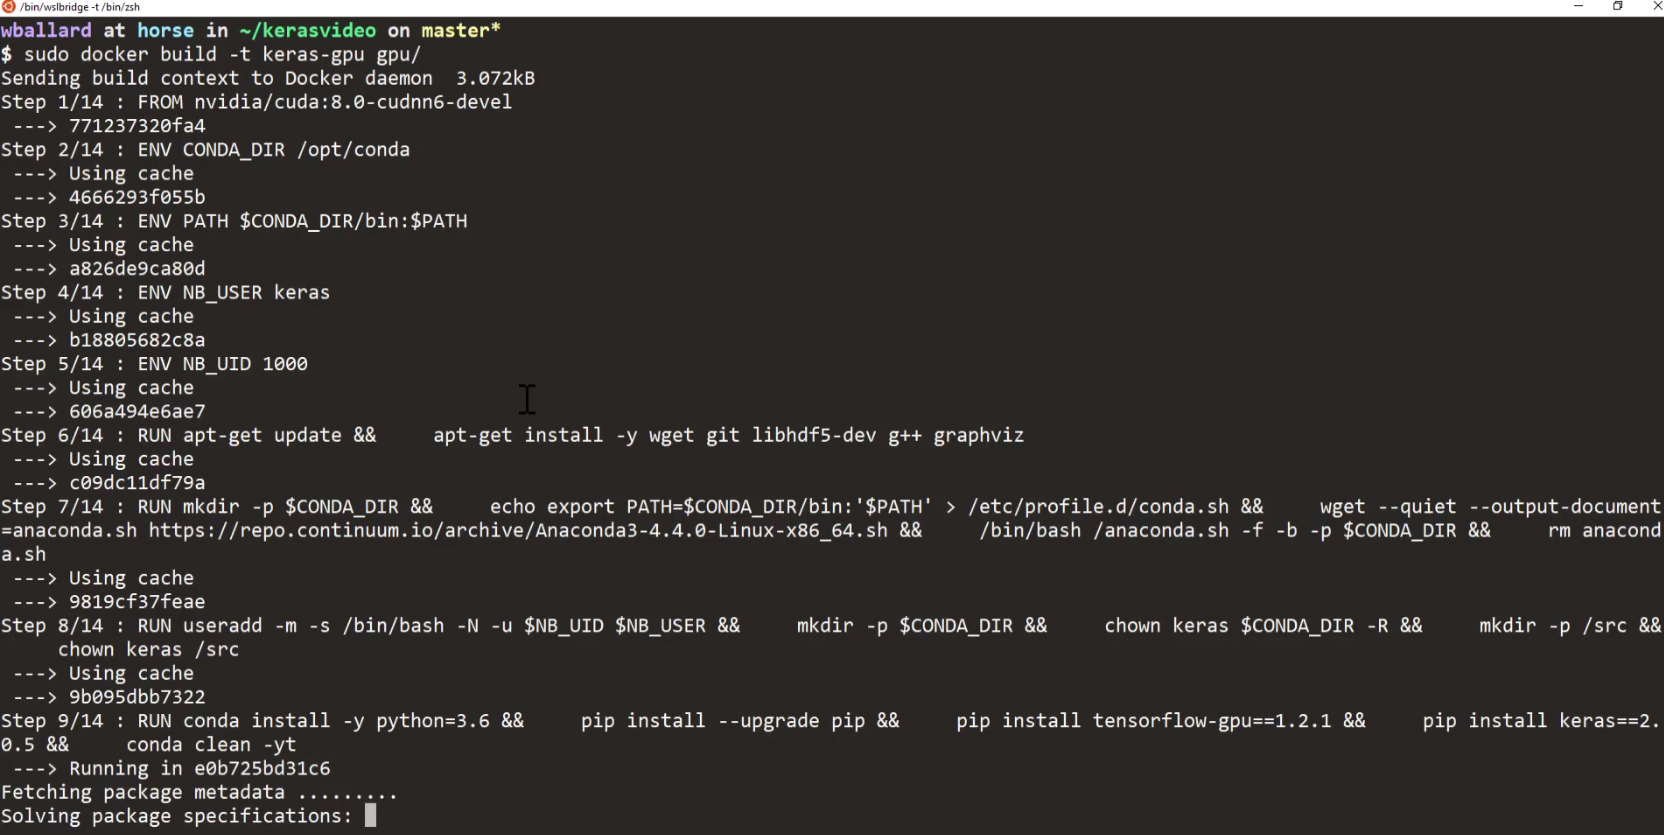 /bin/wslbridge -t /bin/zsh
wballard at horse in ~/kerasvideo on master*
$ sudo docker build -t keras-gpu gpu/
Sending build context to Docker daemon  3.072kB
Step 1/14 : FROM nvidia/cuda:8.0-cudnn6-devel
 ---> 771237320fa4
Step 2/14 : ENV CONDA_DIR /opt/conda
 ---> Using cache
 ---> 4666293f055b
Step 3/14 : ENV PATH $CONDA_DIR/bin:$PATH
 ---> Using cache
 ---> a826de9ca80d
Step 4/14 : ENV NB_USER keras
 ---> Using cache
 ---> b18805682c8a
Step 5/14 : ENV NB_UID 1000
 ---> Using cache
 ---> 606a494e6ae7
Step 6/14 : RUN apt-get update &&     apt-get install -y wget git libhdf5-dev g++ graphviz
 ---> Using cache
 ---> c09dc11df79a
Step 7/14 : RUN mkdir -p $CONDA_DIR &&     echo export PATH=$CONDA_DIR/bin:'$PATH' > /etc/profile.d/conda.sh &&     wget --quiet --output-document
=anaconda.sh https://repo.continuum.io/archive/Anaconda3-4.4.0-Linux-x86_64.sh &&     /bin/bash /anaconda.sh -f -b -p $CONDA_DIR &&     rm anacond
a.sh
 ---> Using cache
 ---> 9819cf37feae
Step 8/14 : RUN useradd -m -s /bin/bash -N -u $NB_UID $NB_USER &&     mkdir -p $CONDA_DIR &&     chown keras $CONDA_DIR -R &&     mkdir -p /src &&
     chown keras /src
 ---> Using cache
 ---> 9b095dbb7322
Step 9/14 : RUN conda install -y python=3.6 &&     pip install --upgrade pip &&     pip install tensorflow-gpu==1.2.1 &&     pip install keras==2.
0.5 &&     conda clean -yt
 ---> Running in e0b725bd31c6
Fetching package metadata .........
Solving package specifications: